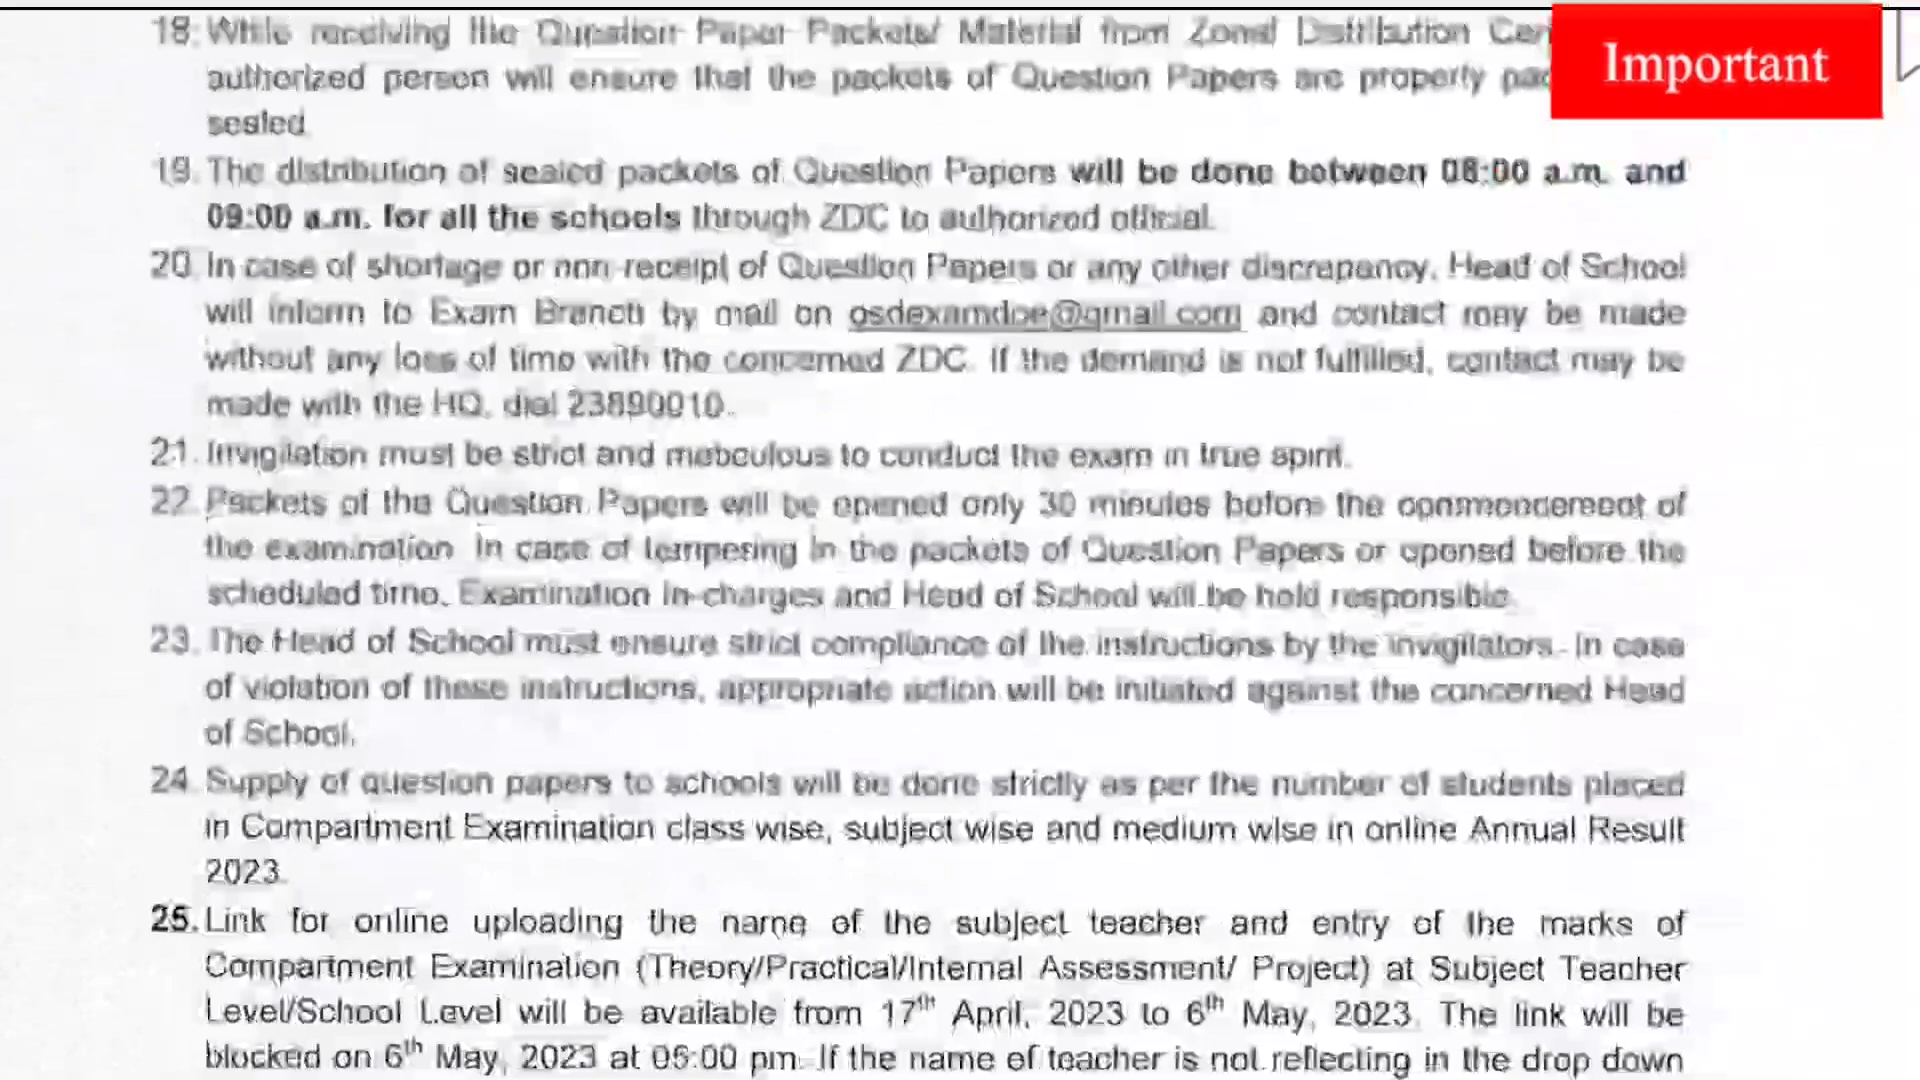 18. While receiving the Question Paper Packets/ Material from Zonal Distribution Cen
Important
authorized person will ensure that the packets of Question Papers are properly pac
sealed.
19. The distribution of sealed packets of Question Papers will be done between 08:00 a.m. and
09:00 a.m. for all the schools through ZDC to authorized official.
20. In case of shortage or non-receipt of Question Papers or any other discrepancy, Head of School
will inform to Exam Branch by mail on osdexamdoe@gmail.com and contact may be made
without any loss of time with the concerned ZDC. If the demand is not fulfilled, contact may be
made with the HQ, dial 23890010.
21. Invigilation must be strict and meticulous to conduct the exam in true spirit.
22. Packets of the Question Papers will be opened only 30 minutes before the commencement of
the examination. In case of tempering in the packets of Question Papers or opened before the
scheduled time, Examination In-charges and Head of School will be held responsible.
23. The Head of School must ensure strict compliance of the instructions by the invigilators. In case
of violation of these instructions, appropriate action will be initiated against the concerned Head
of School.
24. Supply of question papers to schools will be done strictly as per the number of students placed
in Compartment Examination class wise, subject wise and medium wise in online Annual Result
2023.
25. Link for online uploading the name of the subject teacher and entry of the marks of
Compartment Examination (Theory/Practical/Internal Assessment/ Project) at Subject Teacher
Level/School Level will be available from 17th April, 2023 to 6th May, 2023. The link will be
blocked on 6th May, 2023 at 05:00 pm. If the name of teacher is not reflecting in the drop down